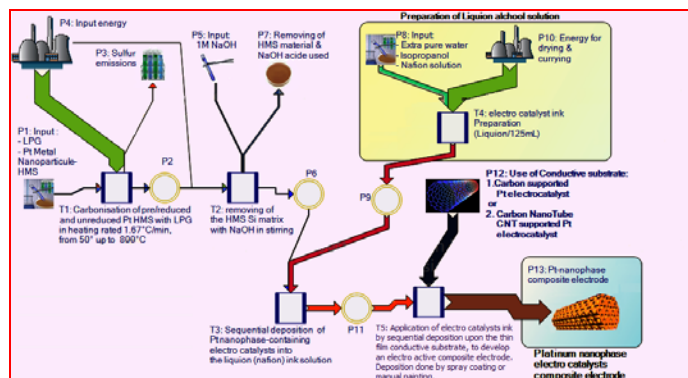 Preparation of Liquion alchool solution
P4: Input energy
P3: Sulfur
emissions
P5: Input:
1M NaOH
P7: Removing of
HMS material &
NaOH acide used
P8: Input:
- Extra pure water
- Isopropanol
- Nafion solution
P10: Energy for
drying &
currying
T4: electro catalyst ink
Preparation
(Liquion/125mL)
P1: Input :
- LPG
- Pt Metal
Nanoparticule-
HMS
P2
P6
P9
P12: Use of Conductive substrate:
1.Carbon supported
Pt electrocatalyst
or
2. Carbon NanoTube
CNT supported Pt
electrocatalyst
T1: Carbonisation of pre/reduced
and unreduced Pt HMS with LPG
in heating rated 1.67°C/min,
from 50° up to 800°C
T2: removing of
the HMS Si matrix
with NaOH in stirring
P13: Pt-nanophase
composite electrode
T3: Sequential deposition of
Pt nanophase-containing
electro catalysts into
the liquion (nafion) ink solution
P11
T5: Application of electro catalysts ink
by sequential deposition upon the thin
film conductive substrate, to develop
an electro active composite electrode.
Deposition done by spray coating or
manual painting
Platinum nanophase
electro catalysts
composite electrode